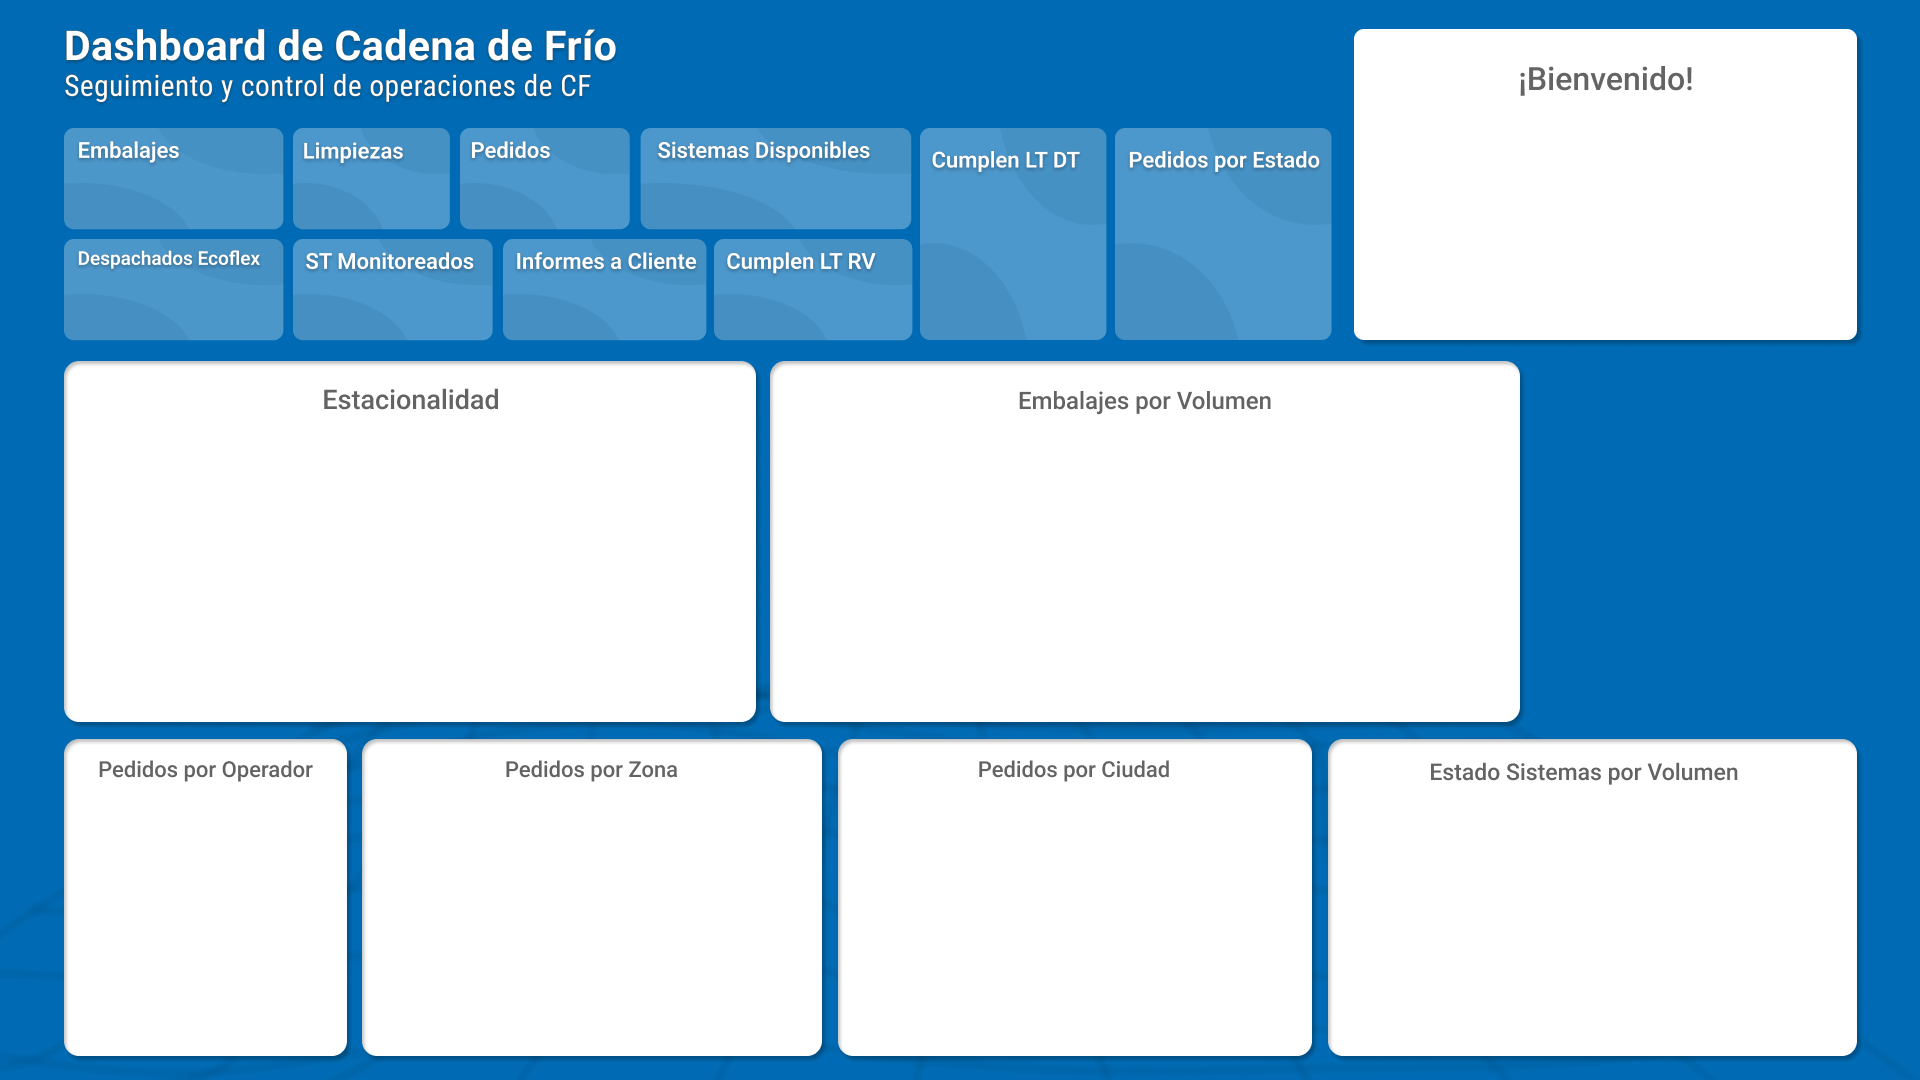 Dashboard de Cadena de Frío
Seguimiento y control de operaciones de CF
¡Bienvenido!
Embalajes
Limpiezas
Pedidos
Sistemas Disponibles
Cumplen LT DT
Pedidos por Estado
Despachados Ecoflex
ST Monitoreados
Informes a Cliente
Cumplen LT RV
Estacionalidad
Embalajes por Volumen
Pedidos por Operador
Pedidos por Zona
Pedidos por Ciudad
Estado Sistemas por Volumen